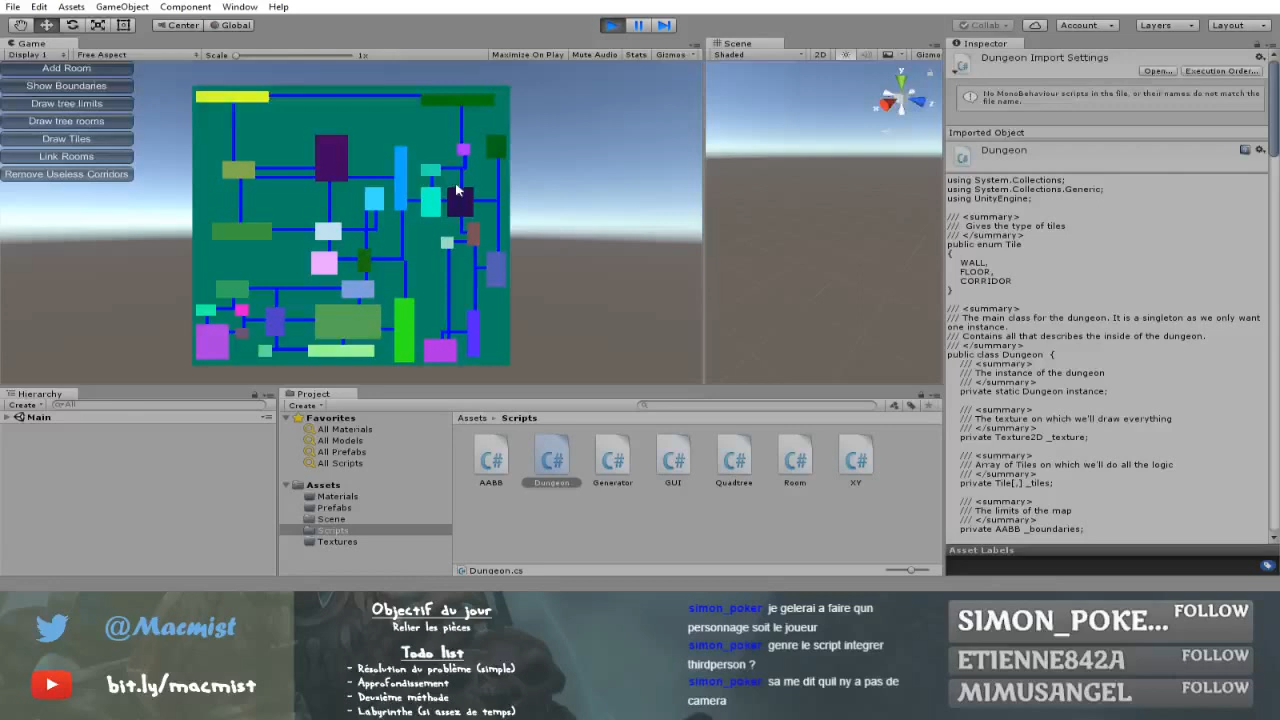 File Edit Assets GameObject Component Window Help
Center Global Collab Account Layers Layout
Game
Display 1 Free Aspect Scale 1x Maximize On Play Mute Audio Stats Gizmos
Add Room
Show Boundaries
Draw tree limits
Draw tree rooms
Draw Tiles
Link Rooms
Remove Useless Corridors
Scene
Shaded 2D Gizmo
y
x z
Inspector
Dungeon Import Settings
Open... Execution Order...
No MonoBehaviour scripts in the file, or their names do not match the
file name.
Imported Object
Dungeon
using System.Collections;
using System.Collections.Generic;
using UnityEngine;
/// <summary>
/// Gives the type of tiles
/// </summary>
public enum Tile
{
WALL,
FLOOR,
CORRIDOR
}
/// <summary>
/// The main class for the dungeon. It is a singleton as we only want
one instance.
/// Contains all that describes the inside of the dungeon.
/// </summary>
public class Dungeon {
/// <summary>
/// The instance of the dungeon
/// </summary>
private static Dungeon instance;
/// <summary>
/// The texture on which we'll draw everything
/// </summary>
private Texture2D _texture;
/// <summary>
/// Array of Tiles on which we'll do all the logic
/// </summary>
private Tile[,] _tiles;
/// <summary>
/// The limits of the map
/// </summary>
private AABB _boundaries;
Asset Labels
Hierarchy
Create All
Main
Project
Create
Favorites
All Materials
All Models
All Prefabs
All Scripts
Assets
Materials
Prefabs
Scene
Scripts
Textures
Assets Scripts
C# C# C# C# C# C# C#
AABB Dungeon Generator GUI Quadtree Room XY
Dungeon.cs
@Macmist
bit.ly/macmist
Objectif du jour
Relier les pièces
Todo list
- Résolution du problème (simple)
- Approfondissement
- Deuxième méthode
- Labyrinthe (si assez de temps)
simon_poker je gelerai a faire qun
personnage soit le joueur
simon_poker genre le script integrer
thirdperson ?
simon_poker sa me dit quil ny a pas de
camera
SIMON_POKE... FOLLOW
ETIENNE842A FOLLOW
MIMUSANGEL FOLLOW